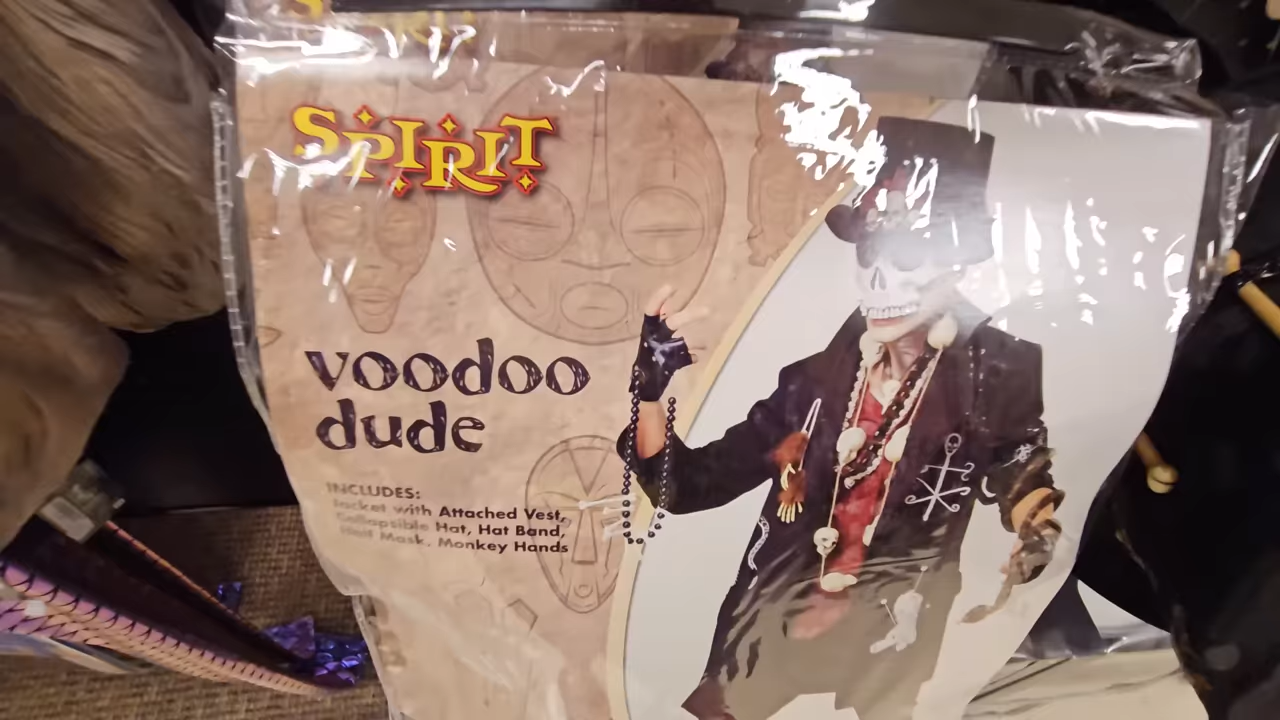 SPIRIT
voodoo
dude
INCLUDES:
Jacket with Attached Vest,
Collapsible Hat, Hat Band,
Half Mask, Monkey Hands